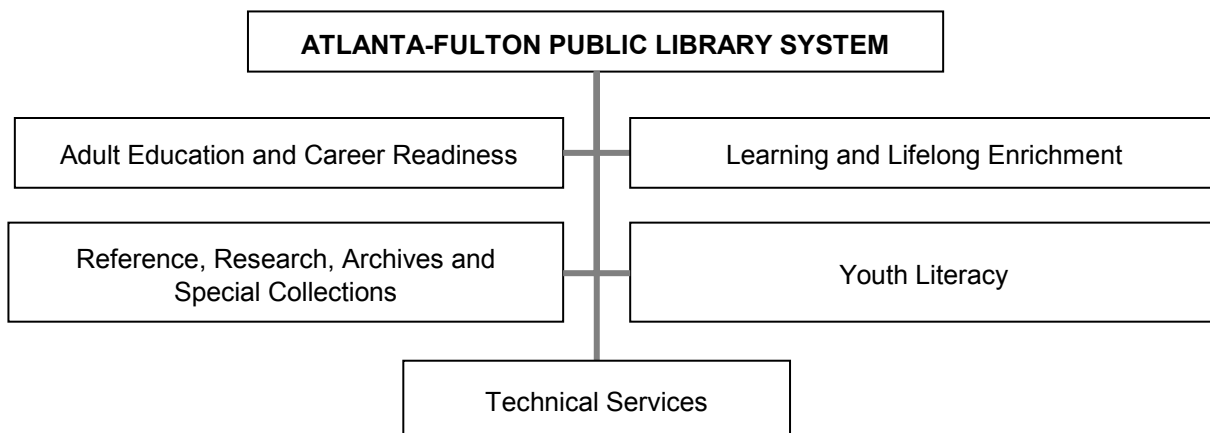 ATLANTA-FULTON PUBLIC LIBRARY SYSTEM
Adult Education and Career Readiness
Learning and Lifelong Enrichment
Reference, Research, Archives and
Special Collections
Youth Literacy
Technical Services